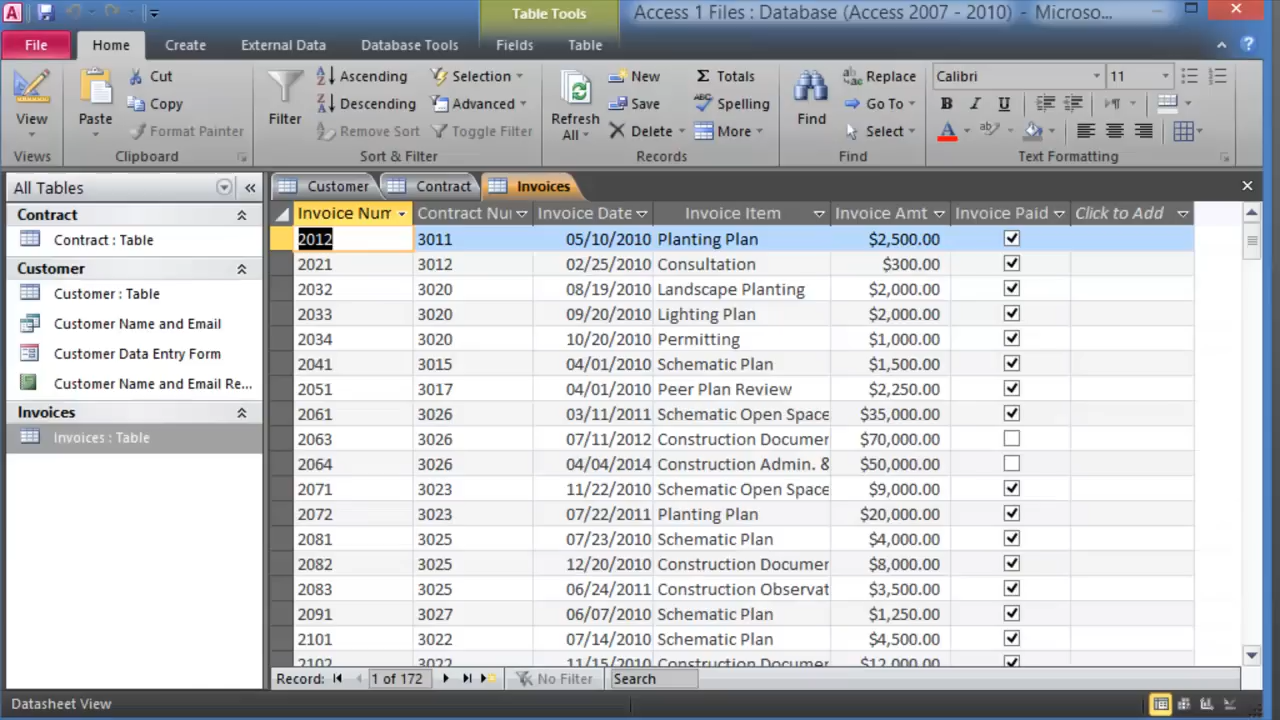 Table Tools
Access 1 Files : Database (Access 2007 - 2010) - Microso...
File Home Create External Data Database Tools Fields Table
View
Views
Paste
Cut
Copy
Format Painter
Clipboard
Filter
Ascending
Descending
Remove Sort
Selection
Advanced
Toggle Filter
Sort & Filter
Refresh
All
New
Save
Delete
Totals
Spelling
More
Records
Find
Replace
Go To
Select
Find
Calibri 11
B I U
Text Formatting
All Tables
Contract
Contract : Table
Customer
Customer : Table
Customer Name and Email
Customer Data Entry Form
Customer Name and Email Re...
Invoices
Invoices : Table
Customer Contract Invoices
Invoice Num Contract Nu Invoice Date Invoice Item Invoice Amt Invoice Paid Click to Add
2012 3011 05/10/2010 Planting Plan $2,500.00
2021 3012 02/25/2010 Consultation $300.00
2032 3020 08/19/2010 Landscape Planting $2,000.00
2033 3020 09/20/2010 Lighting Plan $2,000.00
2034 3020 10/20/2010 Permitting $1,000.00
2041 3015 04/01/2010 Schematic Plan $1,500.00
2051 3017 04/01/2010 Peer Plan Review $2,250.00
2061 3026 03/11/2011 Schematic Open Space $35,000.00
2063 3026 07/11/2012 Construction Documer $70,000.00
2064 3026 04/04/2014 Construction Admin. & $50,000.00
2071 3023 11/22/2010 Schematic Open Space $9,000.00
2072 3023 07/22/2011 Planting Plan $20,000.00
2081 3025 07/23/2010 Schematic Plan $4,000.00
2082 3025 12/20/2010 Construction Documer $8,000.00
2083 3025 06/24/2011 Construction Observat $3,500.00
2091 3027 06/07/2010 Schematic Plan $1,250.00
2101 3022 07/14/2010 Schematic Plan $4,500.00
2102 3022 11/15/2010 Construction Documer $12,000.00
Record: 1 of 172 No Filter Search
Datasheet View